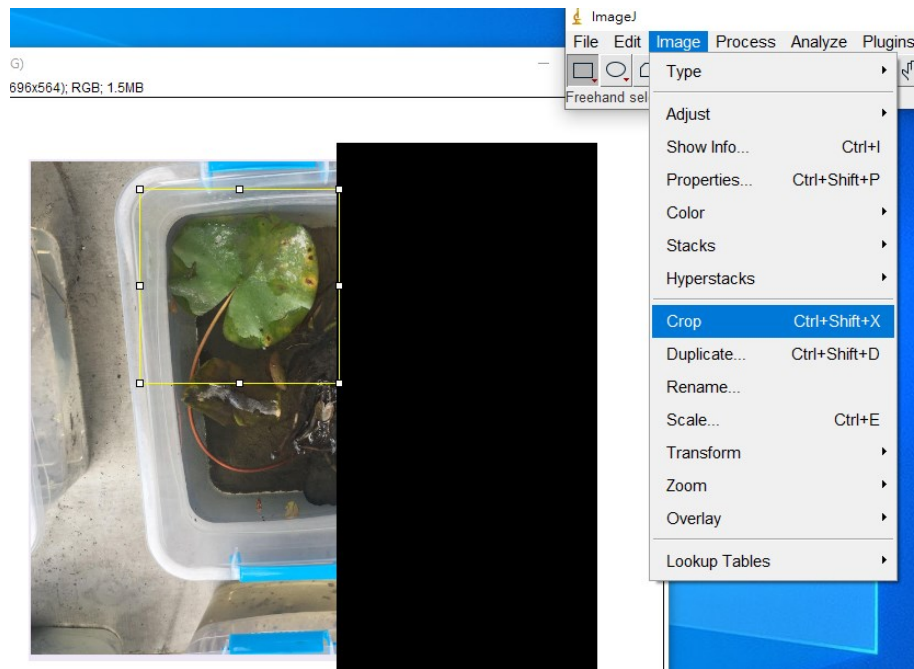 ImageJ
File Edit Image Process Analyze Plugins
G)
696x564); RGB; 1.5MB
Freehand sel
Type
Adjust
Show Info... Ctrl+I
Properties... Ctrl+Shift+P
Color
Stacks
Hyperstacks
Crop Ctrl+Shift+X
Duplicate... Ctrl+Shift+D
Rename...
Scale... Ctrl+E
Transform
Zoom
Overlay
Lookup Tables